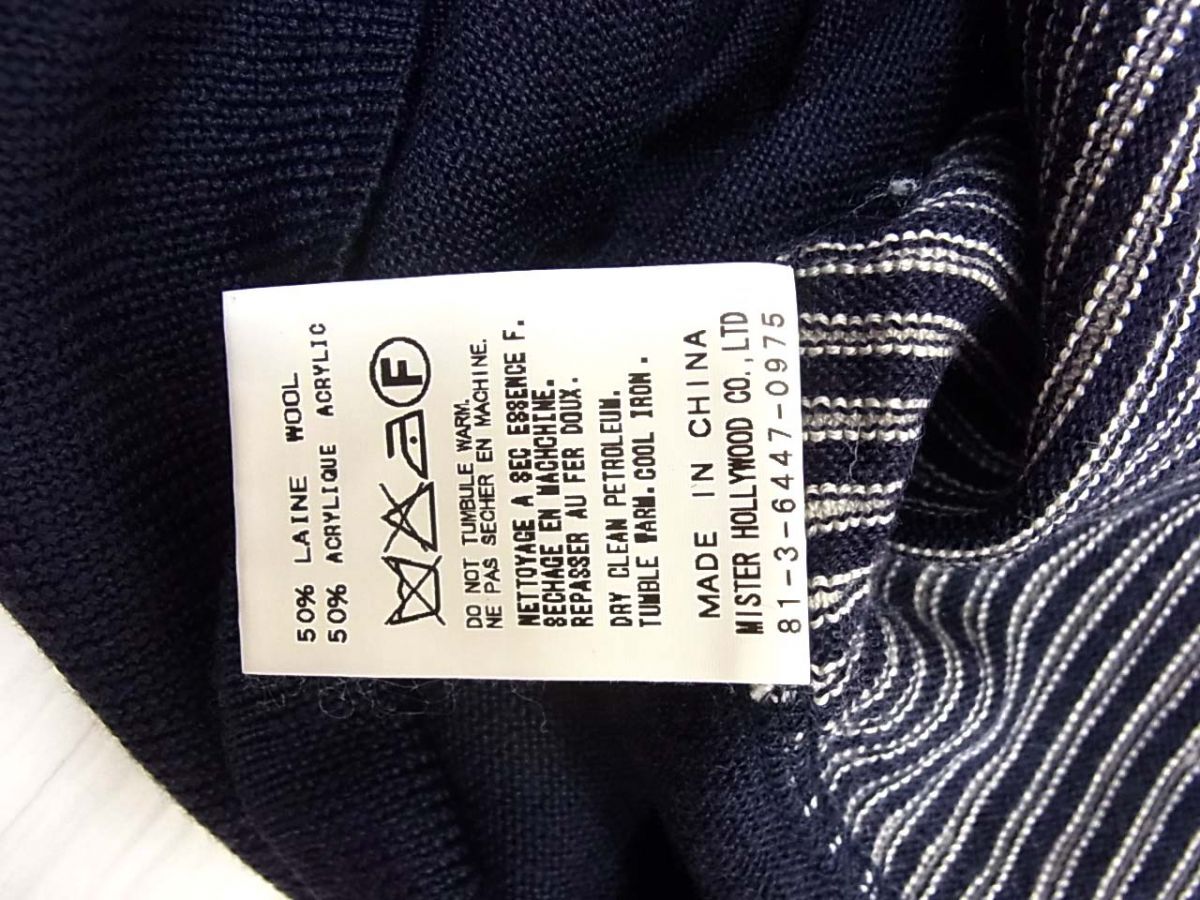 50% LAINE WOOL
50% ACRYLIQUE ACRYLIC
F
DO NOT TUMBULE WARM.
NE PAS SECHER EN MACHINE.
NETTOYAGE A SEC ESSENCE F.
SECHAGE EN MACHCHINE.
REPASSER AU FER DOUX.
DRY CLEAN PETROLEUM.
TUMBLE WARM. COOL IRON.
MADE IN CHINA
MISTER HOLLYWOOD CO.,LTD
81-3-6447-0975